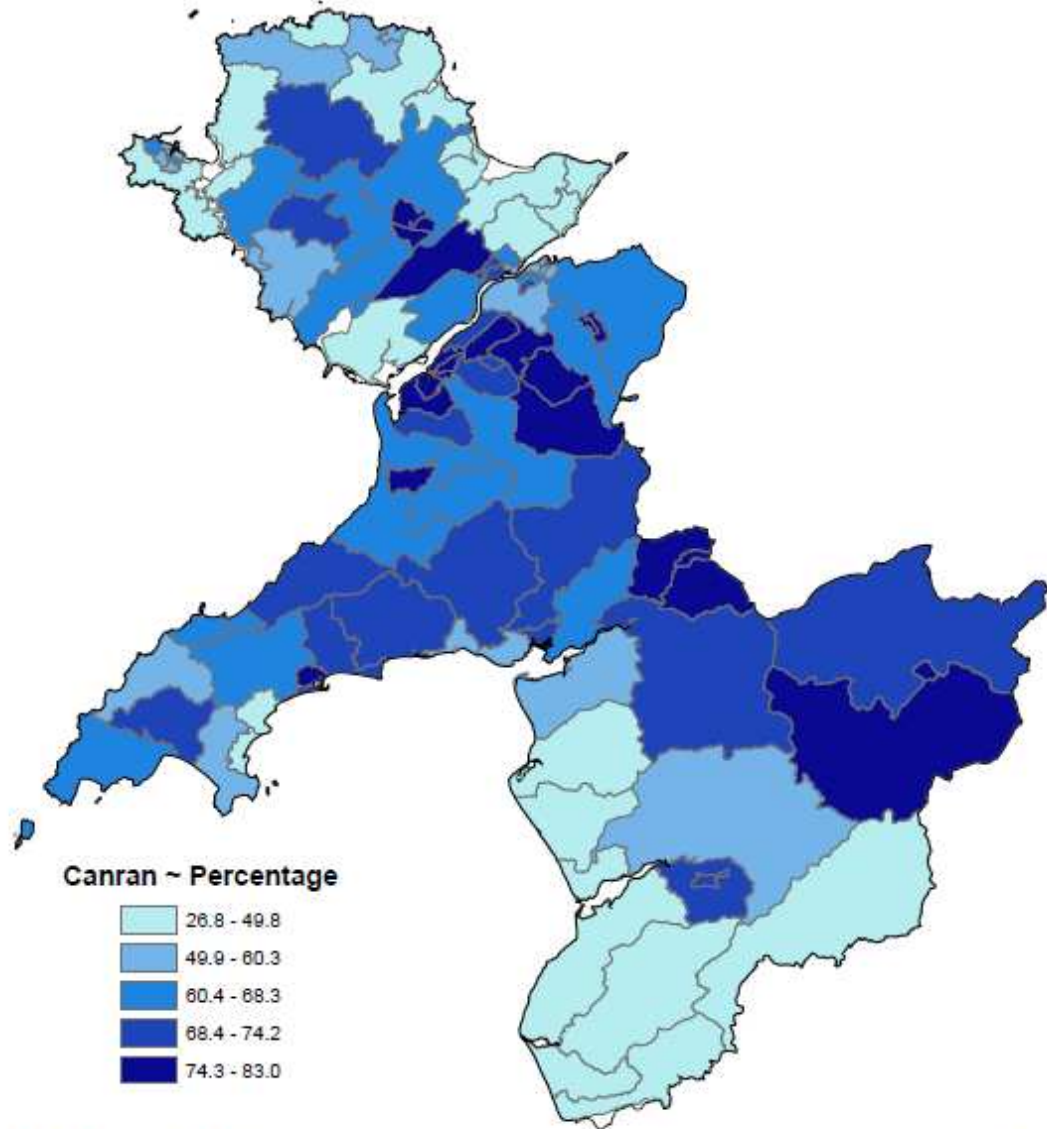 Canran ~ Percentage
26.8 - 49.8
49.9 - 60.3
60.4 - 68.3
68.4 - 74.2
74.3 - 83.0